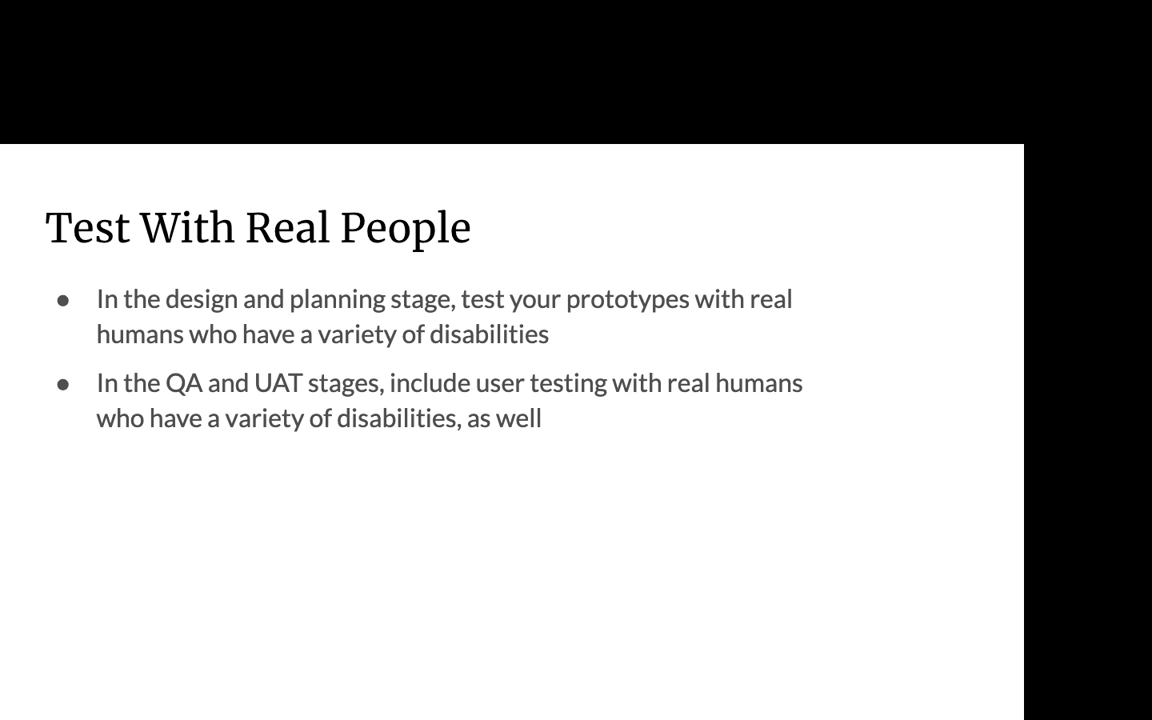 Test With Real People
● In the design and planning stage, test your prototypes with real
humans who have a variety of disabilities
● In the QA and UAT stages, include user testing with real humans
who have a variety of disabilities, as well